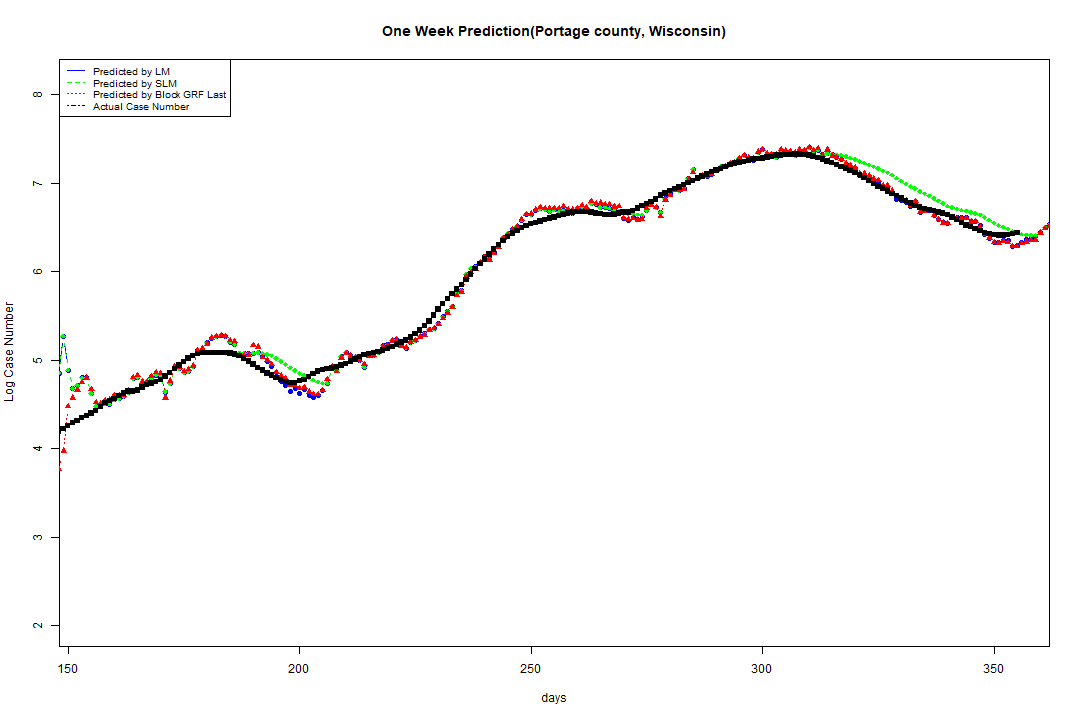 One Week Prediction(Portage county, Wisconsin)
Predicted by LM
Predicted by SLM
Predicted by Block GRF Last
Actual Case Number
Log Case Number
8
7
6
5
4
3
2
150 200 250 300 350
days